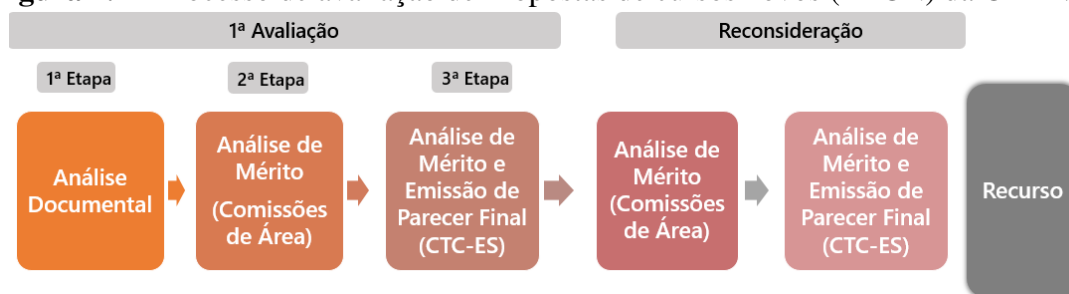 1ª Avaliação
Reconsideração
1ª Etapa
2ª Etapa
3ª Etapa
Análise
Documental
Análise de
Mérito
(Comissões
de Área)
Análise de
Mérito e
Emissão de
Parecer Final
(CTC-ES)
Análise de
Mérito
(Comissões
de Área)
Análise de
Mérito e
Emissão de
Parecer Final
(CTC-ES)
Recurso